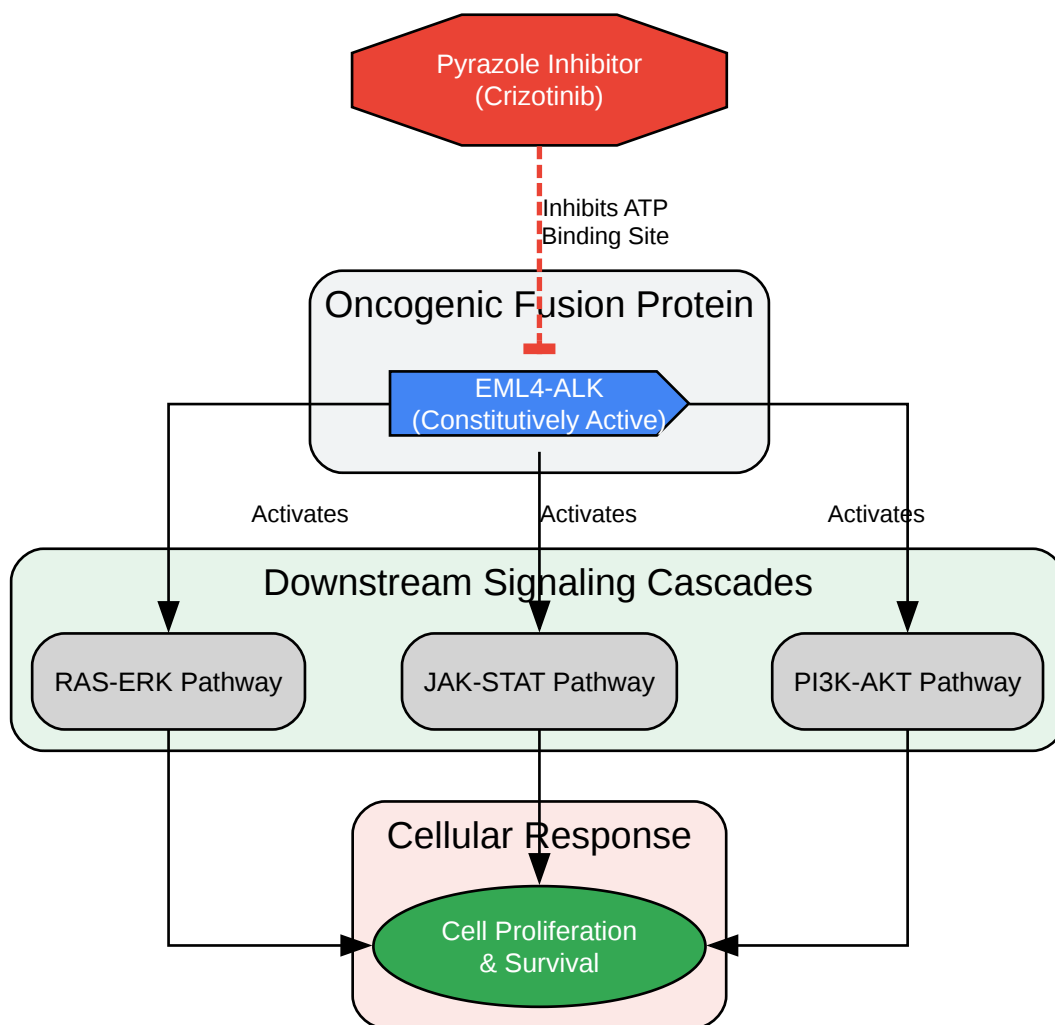 Pyrazole Inhibitor
(Crizotinib)
Inhibits ATP
Binding Site
Oncogenic Fusion Protein
EML4-ALK
(Constitutively Active)
Activates
Activates
Activates
Downstream Signaling Cascades
RAS-ERK Pathway
JAK-STAT Pathway
PI3K-AKT Pathway
Cellular Response
Cell Proliferation
& Survival